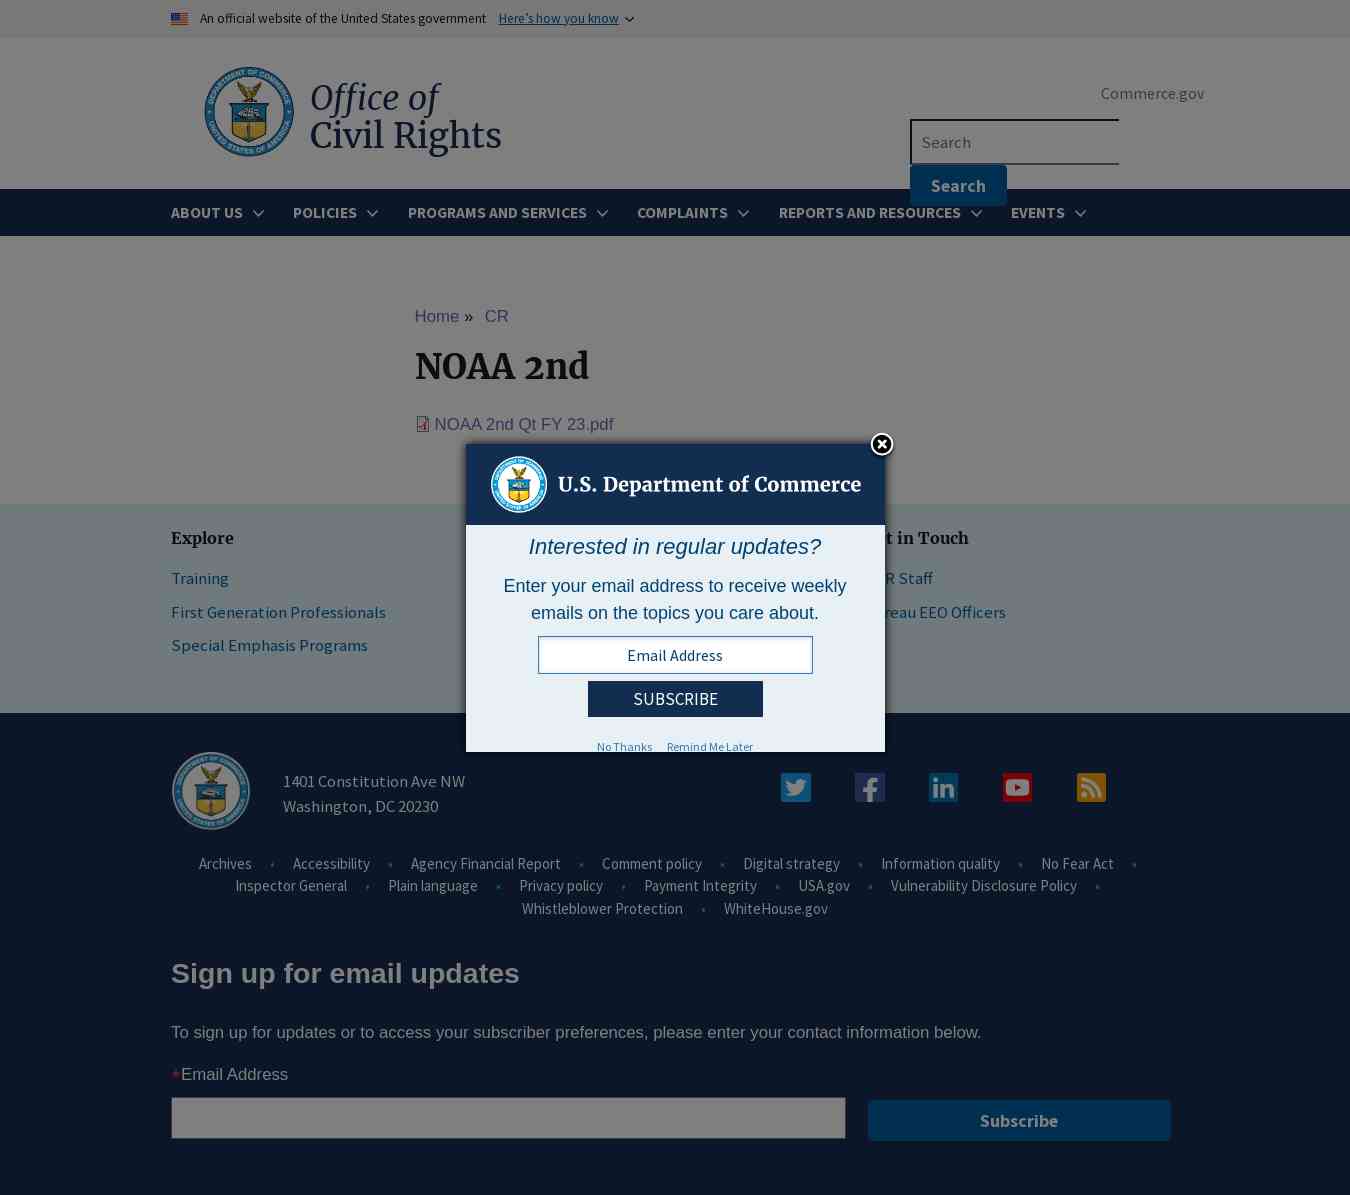 An official website of the United States government Here's how you know
Office of
Civil Rights
Commerce.gov
Search
Search
ABOUT US POLICIES PROGRAMS AND SERVICES COMPLAINTS REPORTS AND RESOURCES EVENTS
Home » CR
NOAA 2nd
NOAA 2nd Qt FY 23.pdf
U.S. Department of Commerce
Interested in regular updates?
Enter your email address to receive weekly
emails on the topics you care about.
Email Address
SUBSCRIBE
No Thanks Remind Me Later
Explore
Training
First Generation Professionals
Special Emphasis Programs
t in Touch
R Staff
reau EEO Officers
1401 Constitution Ave NW
Washington, DC 20230
Archives • Accessibility • Agency Financial Report • Comment policy • Digital strategy • Information quality • No Fear Act •
Inspector General • Plain language • Privacy policy • Payment Integrity • USA.gov • Vulnerability Disclosure Policy •
Whistleblower Protection • WhiteHouse.gov
Sign up for email updates
To sign up for updates or to access your subscriber preferences, please enter your contact information below.
*Email Address
Subscribe